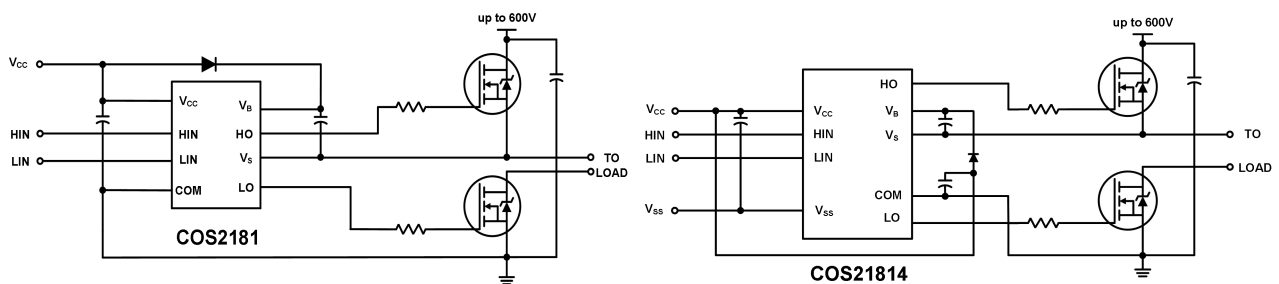 up to 600V
VCC
VCC
VB
HIN
HIN
HO
LIN
LIN
VS
TO
LOAD
COM
LO
COS2181
up to 600V
HO
VCC
VCC
VB
HIN
HIN
VS
TO
LIN
LIN
LOAD
COM
VSS
VSS
LO
COS21814